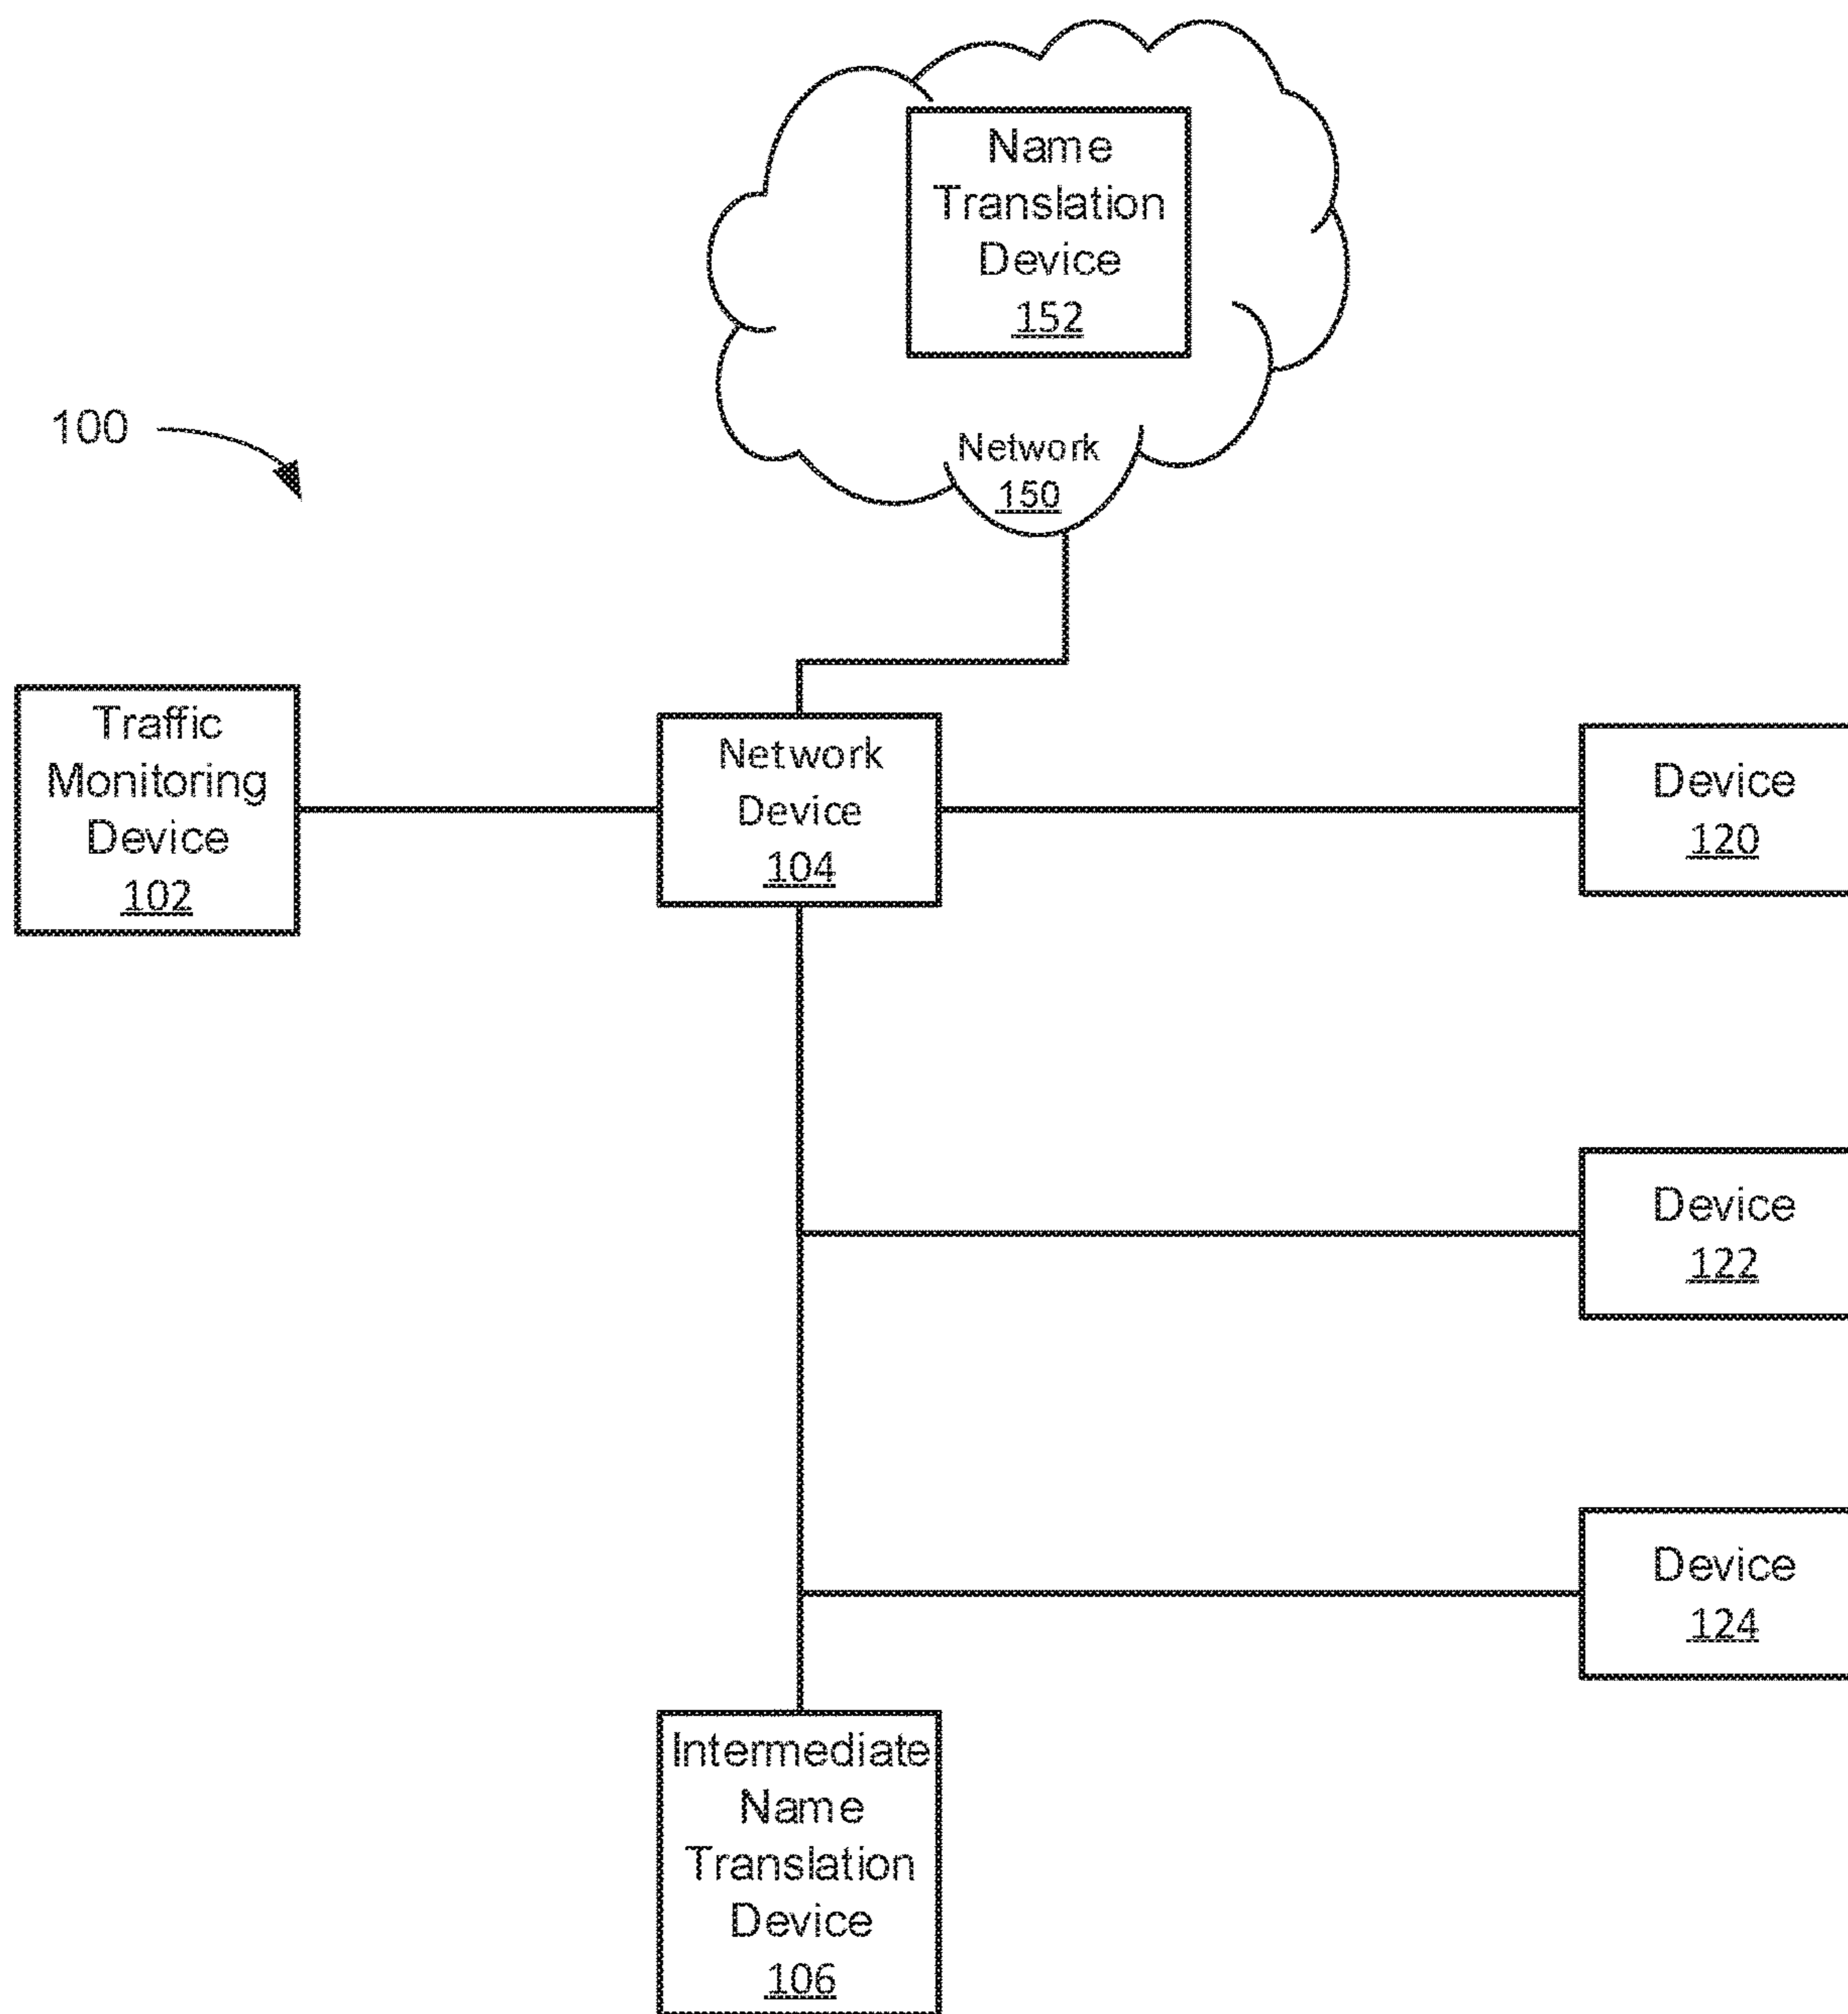 Name
Translation
Device
152
100
Network
150
Traffic
Monitoring
Device
102
Network
Device
104
Device
120
Device
122
Device
124
Intermediate
Name
Translation
Device
106